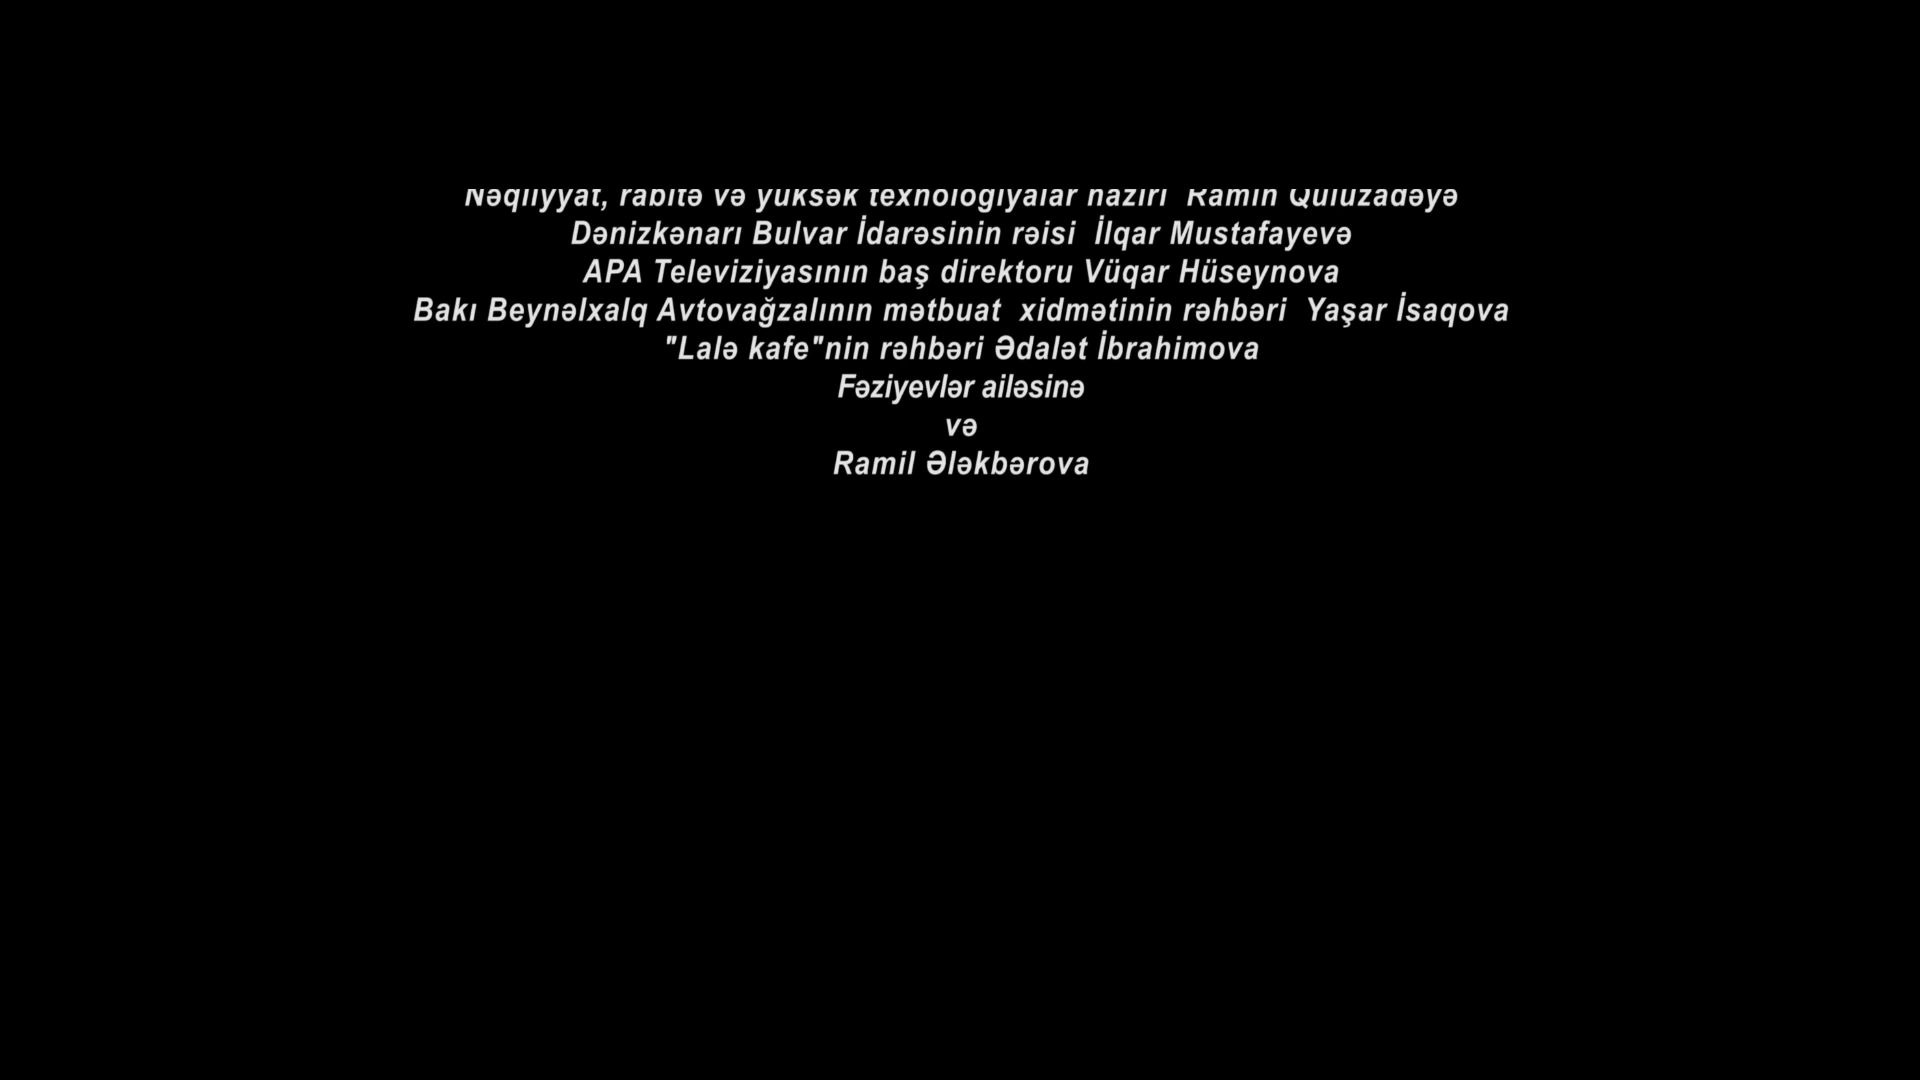 Nəqliyyat, rabitə və yüksək texnologiyalar naziri Ramin Quluzadəyə
Dənizkənarı Bulvar İdarəsinin rəisi İlqar Mustafayevə
APA Televiziyasının baş direktoru Vüqar Hüseynova
Bakı Beynəlxalq Avtovağzalının mətbuat xidmətinin rəhbəri Yaşar İsaqova
"Lalə kafe"nin rəhbəri Ədalət İbrahimova
Fəziyevlər ailəsinə
və
Ramil Ələkbərova